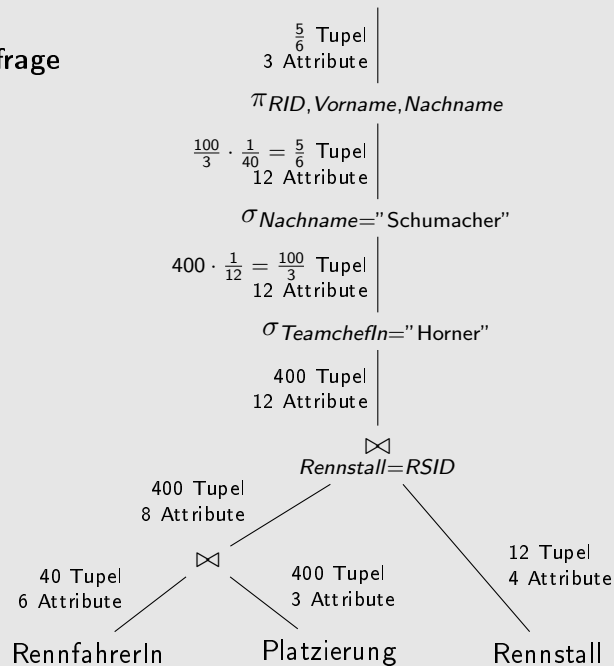 5/6 Tupel
3 Attribute
frage
π RID,Vorname,Nachname
100/3 · 1/40 = 5/6 Tupel
12 Attribute
σ Nachname="Schumacher"
400 · 1/12 = 100/3 Tupel
12 Attribute
σ TeamchefIn="Horner"
400 Tupel
12 Attribute
⋈
Rennstall=RSID
400 Tupel
8 Attribute
⋈
40 Tupel
6 Attribute
400 Tupel
3 Attribute
12 Tupel
4 Attribute
RennfahrerIn
Platzierung
Rennstall